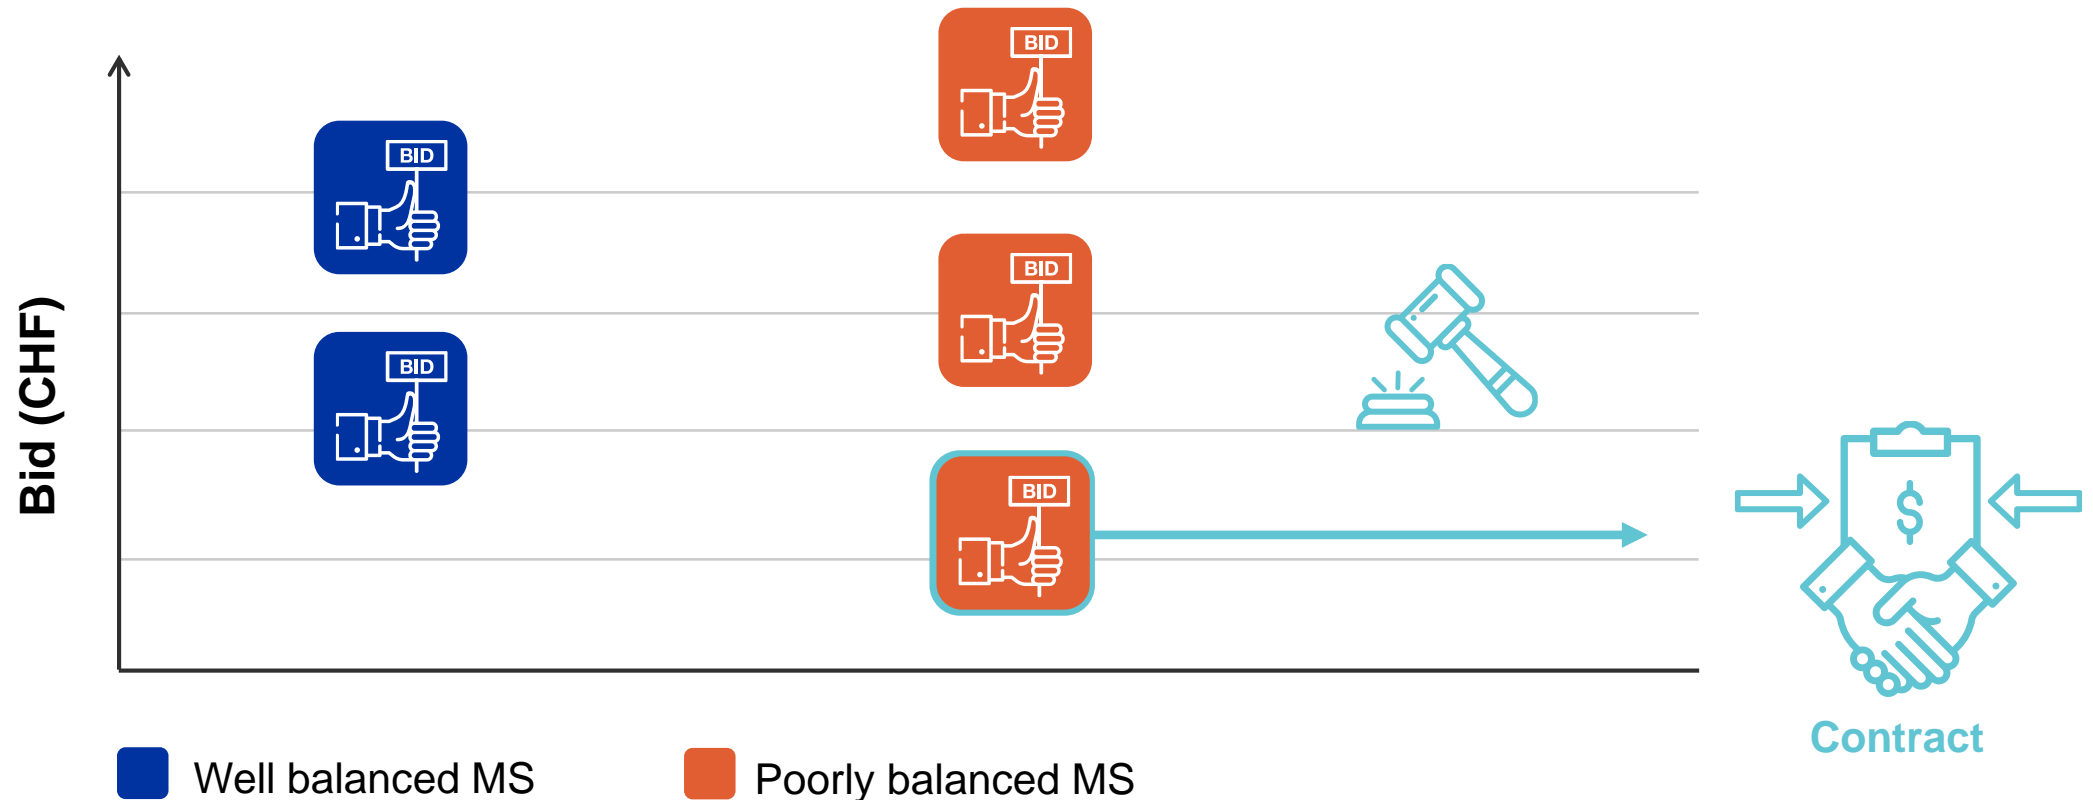 BID
BID
BID
BID
BID
Bid (CHF)
$
Contract
Well balanced MS
Poorly balanced MS